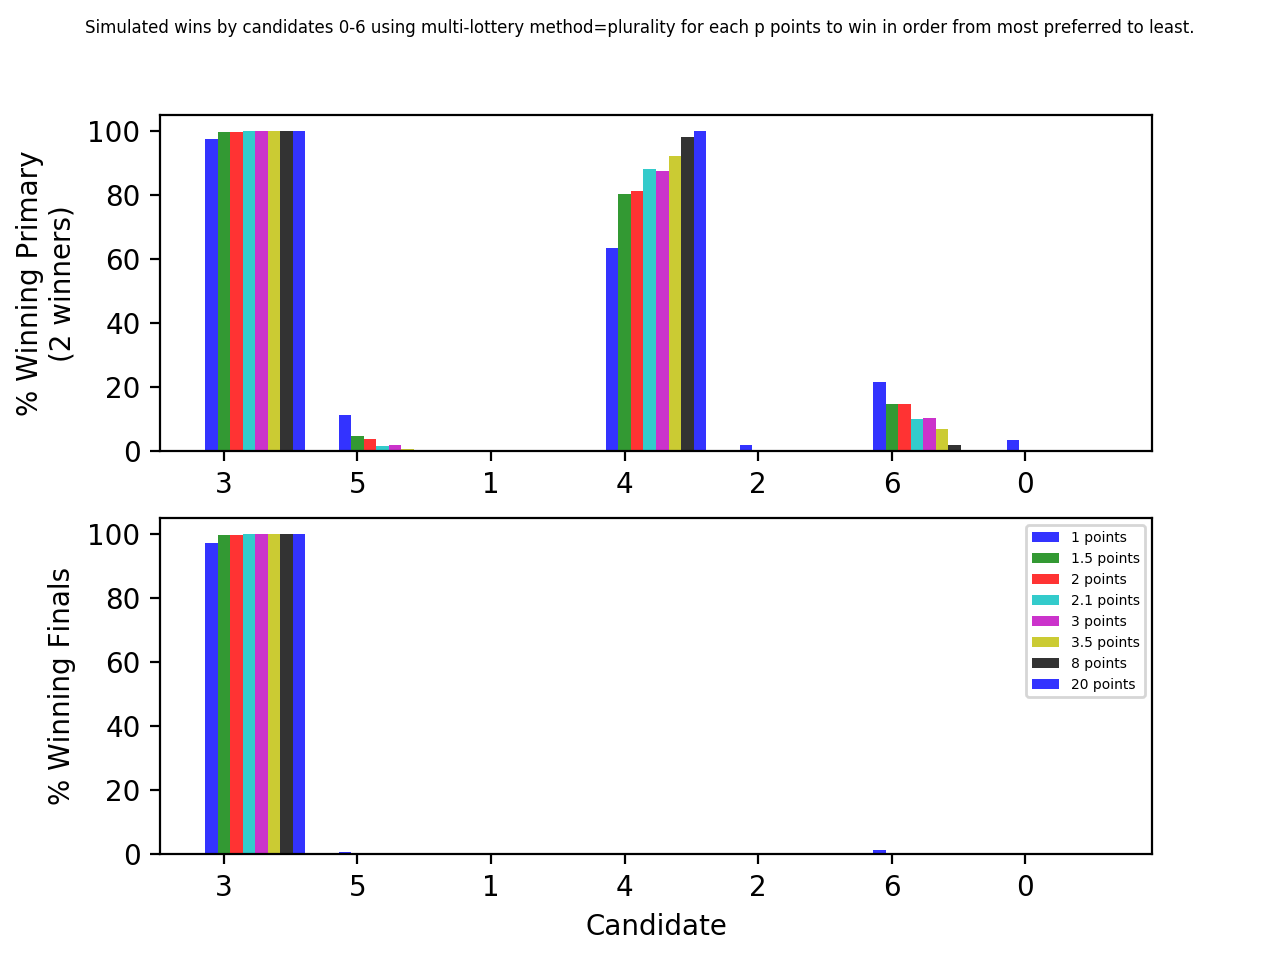 Simulated wins by candidates 0-6 using multi-lottery method=plurality for each p points to win in order from most preferred to least.
% Winning Primary
(2 winners)
100
80
60
40
20
0
3 5 1 4 2 6 0
% Winning Finals
100
80
60
40
20
0
1 points
1.5 points
2 points
2.1 points
3 points
3.5 points
8 points
20 points
3 5 1 4 2 6 0
Candidate